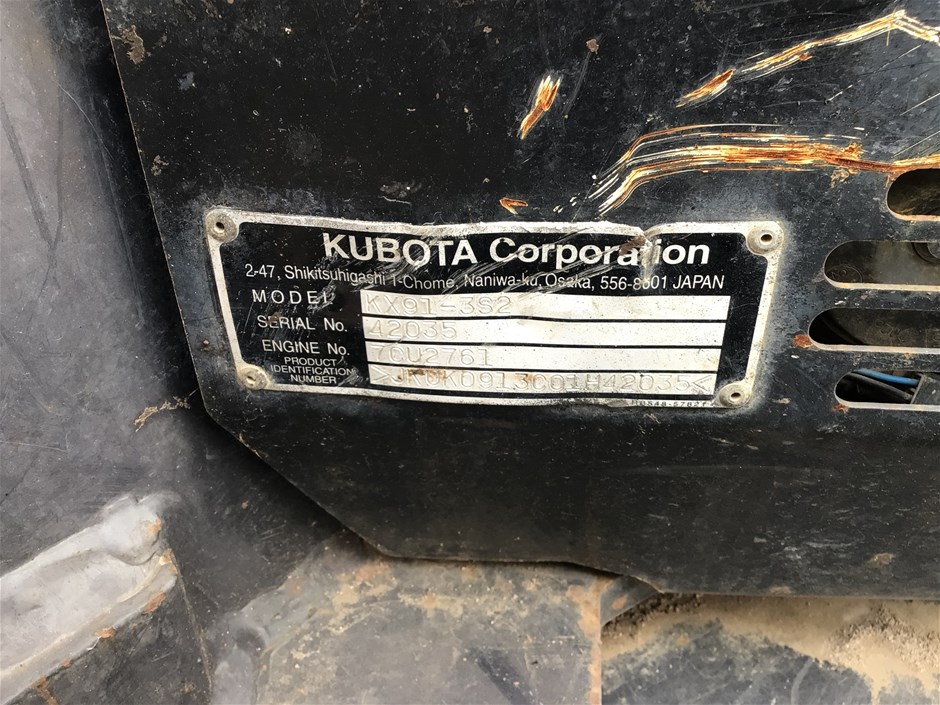 KUBOTA Corporation
2-47, Shikitsuhigashi 1-Chome, Naniwa-ku, Osaka, 556-8601 JAPAN
MODEL KX91-3S2
SERIAL No. 42035
ENGINE No. 7CU2761
PRODUCT
IDENTIFICATION
NUMBER